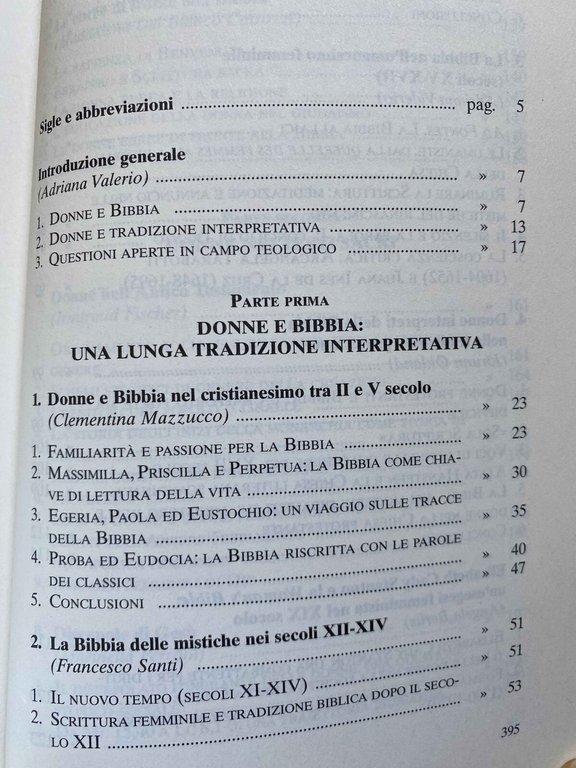 Sigle e abbreviazioni ........ pag. 5
Introduzione generale
(Adriana Valerio) ........ » 7
1. Donne e Bibbia ........ » 7
2. Donne e tradizione interpretativa ........ » 13
3. Questioni aperte in campo teologico ........ » 17
Parte prima
DONNE E BIBBIA:
UNA LUNGA TRADIZIONE INTERPRETATIVA
1. Donne e Bibbia nel cristianesimo tra II e V secolo
(Clementina Mazzucco) ........ » 23
1. Familiarità e passione per la Bibbia ........ » 23
2. Massimilla, Priscilla e Perpetua: la Bibbia come chia-
ve di lettura della vita ........ » 30
3. Egeria, Paola ed Eustochio: un viaggio sulle tracce
della Bibbia ........ » 35
4. Proba ed Eudocia: la Bibbia riscritta con le parole
dei classici ........ » 40
5. Conclusioni ........ » 47
2. La Bibbia delle mistiche nei secoli XII-XIV
(Francesco Santi) ........ » 51
1. Il nuovo tempo (secoli XI-XIV) ........ » 51
2. Scrittura femminile e tradizione biblica dopo il seco-
lo XII ........ » 53
395